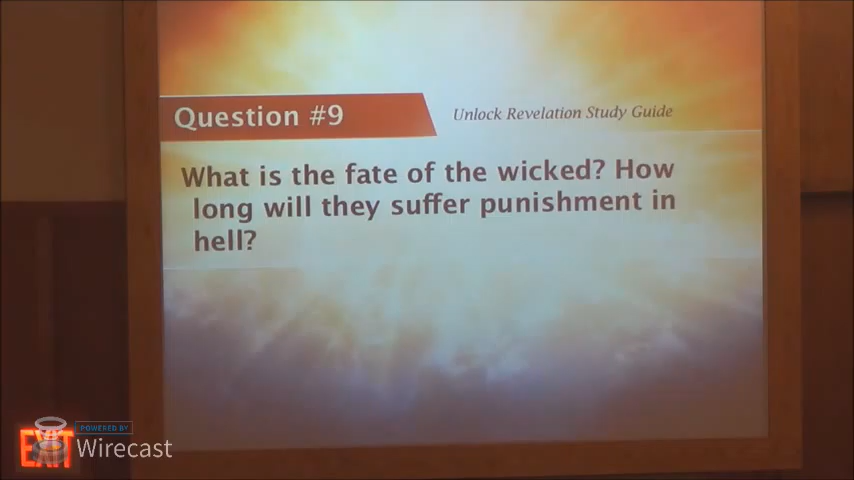 Question #9
Unlock Revelation Study Guide
What is the fate of the wicked? How
long will they suffer punishment in
hell?
EXIT
POWERED BY
Wirecast